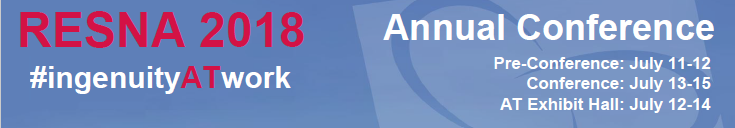 RESNA 2018
#ingenuityATwork
Annual Conference
Pre-Conference: July 11-12
Conference: July 13-15
AT Exhibit Hall: July 12-14